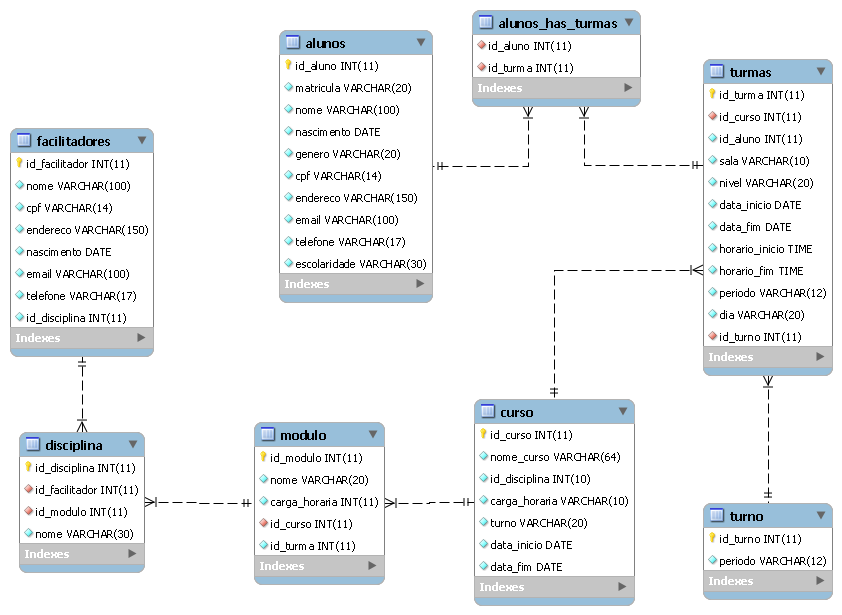 alunos
id_aluno INT(11)
matricula VARCHAR(20)
nome VARCHAR(100)
nascimento DATE
genero VARCHAR(20)
cpf VARCHAR(14)
endereco VARCHAR(150)
email VARCHAR(100)
telefone VARCHAR(17)
escolaridade VARCHAR(30)
Indexes
alunos_has_turmas
id_aluno INT(11)
id_turma INT(11)
Indexes
turmas
id_turma INT(11)
id_curso INT(11)
id_aluno INT(11)
sala VARCHAR(10)
nivel VARCHAR(20)
data_inicio DATE
data_fim DATE
horario_inicio TIME
horario_fim TIME
periodo VARCHAR(12)
dia VARCHAR(20)
id_turno INT(11)
Indexes
facilitadores
id_facilitador INT(11)
nome VARCHAR(100)
cpf VARCHAR(14)
endereco VARCHAR(150)
nascimento DATE
email VARCHAR(100)
telefone VARCHAR(17)
id_disciplina INT(11)
Indexes
disciplina
id_disciplina INT(11)
id_facilitador INT(11)
id_modulo INT(11)
nome VARCHAR(30)
Indexes
modulo
id_modulo INT(11)
nome VARCHAR(20)
carga_horaria INT(11)
id_curso INT(11)
id_turma INT(11)
Indexes
curso
id_curso INT(11)
nome_curso VARCHAR(64)
id_disciplina INT(10)
carga_horaria VARCHAR(10)
turno VARCHAR(20)
data_inicio DATE
data_fim DATE
Indexes
turno
id_turno INT(11)
periodo VARCHAR(12)
Indexes